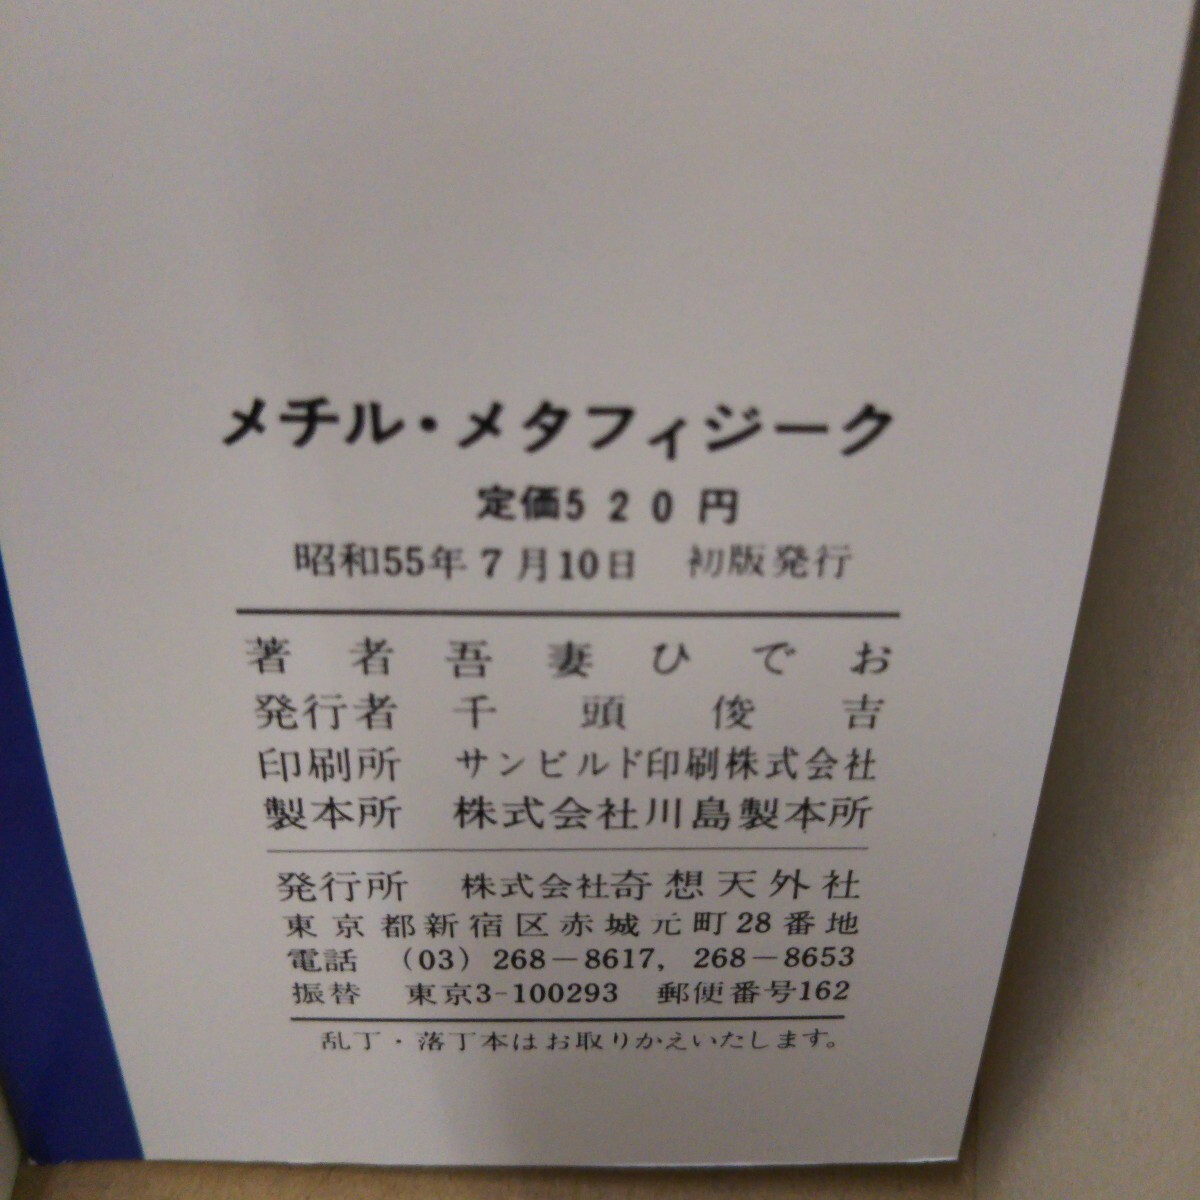 メチル・メタフィジーク
定価520円
昭和55年7月10日 初版発行
著者 吾妻ひでお
発行者 千頭俊吉
印刷所 サンビルド印刷株式会社
製本所 株式会社川島製本所
発行所 株式会社奇想天外社
東京都新宿区赤城元町28番地
電話 (03) 268-8617, 268-8653
振替 東京3-100293 郵便番号162
乱丁・落丁本はお取りかえいたします。